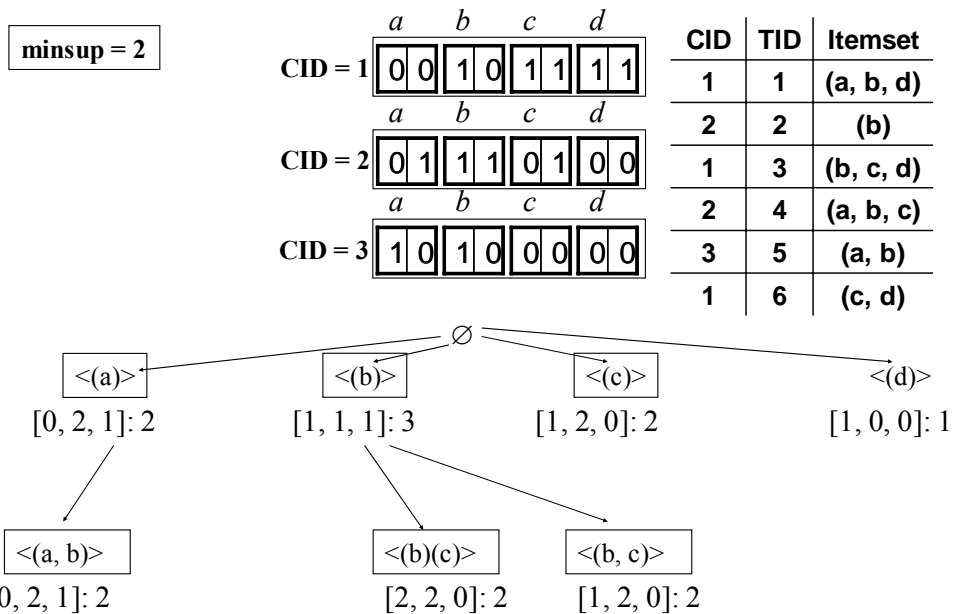 minsup = 2
a b c d
CID = 1 0 0 1 0 1 1 1 1
a b c d
CID = 2 0 1 1 1 0 1 0 0
a b c d
CID = 3 1 0 1 0 0 0 0 0
CID TID Itemset
1 1 (a, b, d)
2 2 (b)
1 3 (b, c, d)
2 4 (a, b, c)
3 5 (a, b)
1 6 (c, d)
∅
<(a)> <(b)> <(c)> <(d)>
[0, 2, 1]: 2 [1, 1, 1]: 3 [1, 2, 0]: 2 [1, 0, 0]: 1
<(a, b)> <(b)(c)> <(b, c)>
0, 2, 1]: 2 [2, 2, 0]: 2 [1, 2, 0]: 2